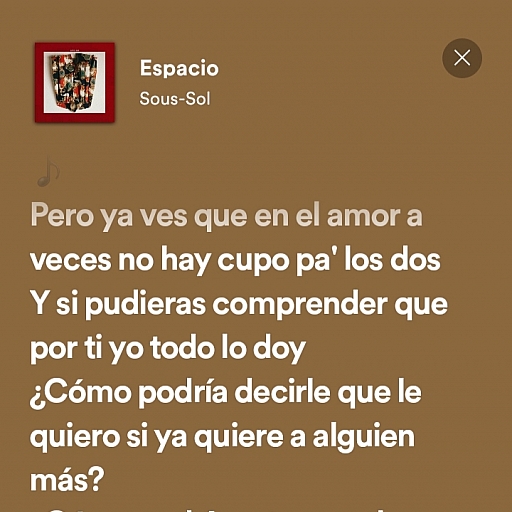 Espacio
Sous-Sol
Pero ya ves que en el amor a
veces no hay cupo pa' los dos
Y si pudieras comprender que
por ti yo todo lo doy
¿Cómo podría decirle que le
quiero si ya quiere a alguien
más?